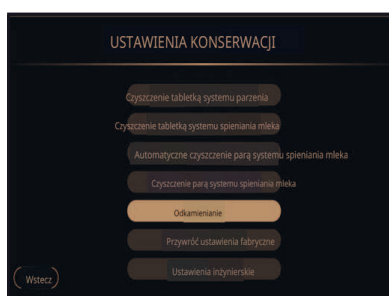 USTAWIENIA KONSERWACJI
Czyszczenie tabletką systemu parzenia
Czyszczenie tabletką systemu spieniania mleka
Automatyczne czyszczenie parą systemu spieniania mleka
Czyszczenie parą systemu spieniania mleka
Odkamienianie
Przywróć ustawienia fabryczne
Ustawienia inżynierskie
Wstecz